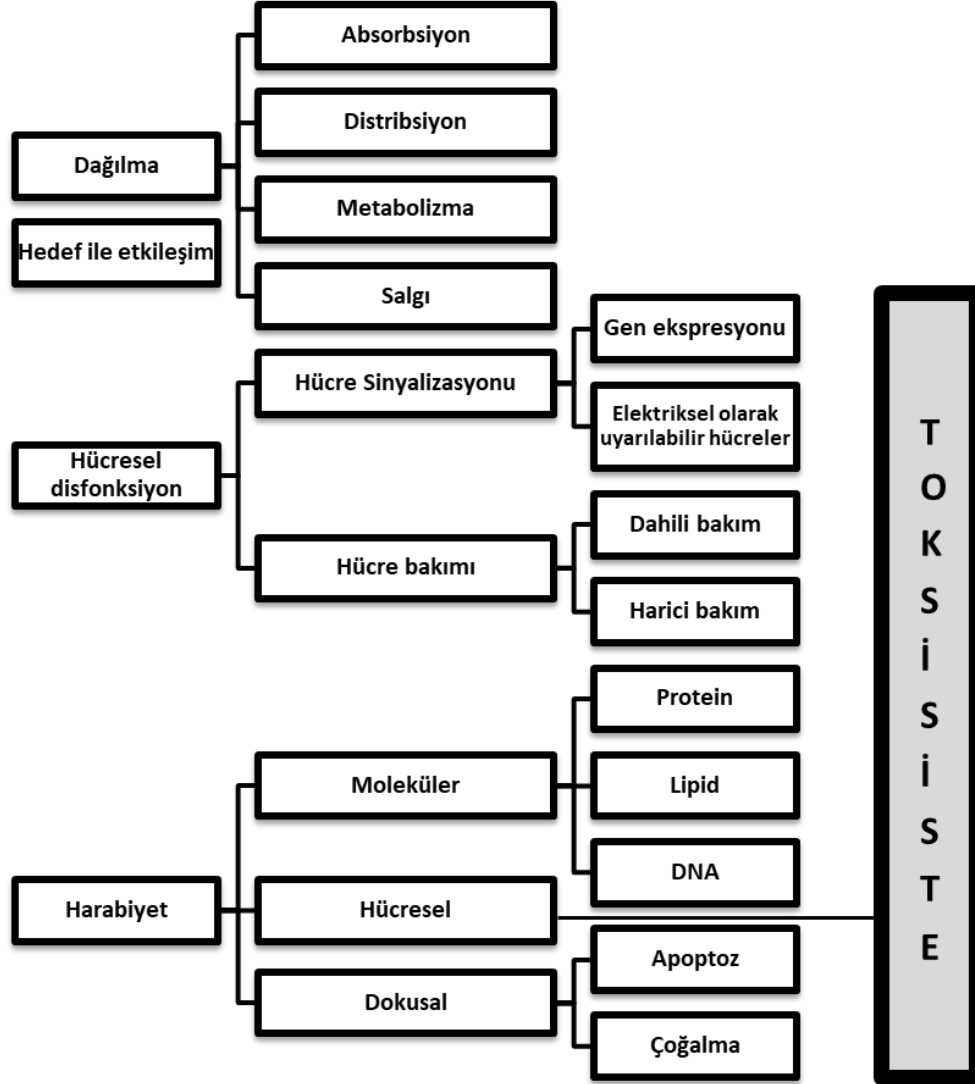 Absorbsiyon
Distribsiyon
Dağılma
Metabolizma
Hedef ile etkileşim
Salgı
Gen ekspresyonu
Hücre Sinyalizasyonu
Elektriksel olarak
uyarılabilir hücreler
Hücresel
disfonksiyon
Dahili bakım
Hücre bakımı
Harici bakım
Protein
Moleküler
Lipid
DNA
Harabiyet
Hücresel
Apoptoz
Dokusal
Çoğalma
T
O
K
S
İ
S
İ
S
T
E